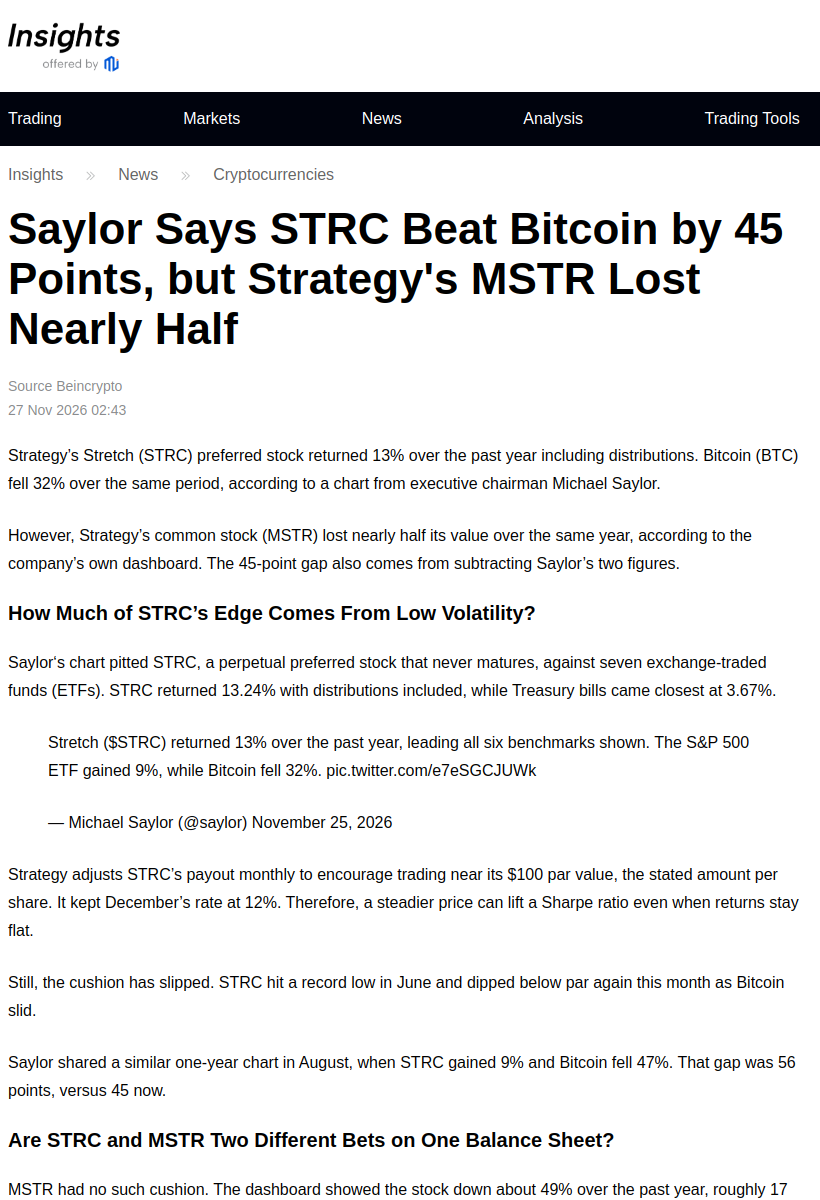 Insights
offered by
Trading Markets News Analysis Trading Tools
Insights » News » Cryptocurrencies
Saylor Says STRC Beat Bitcoin by 45
Points, but Strategy's MSTR Lost
Nearly Half
Source Beincrypto
27 Nov 2026 02:43
Strategy’s Stretch (STRC) preferred stock returned 13% over the past year including distributions. Bitcoin (BTC)
fell 32% over the same period, according to a chart from executive chairman Michael Saylor.
However, Strategy’s common stock (MSTR) lost nearly half its value over the same year, according to the
company’s own dashboard. The 45-point gap also comes from subtracting Saylor’s two figures.
How Much of STRC’s Edge Comes From Low Volatility?
Saylor‘s chart pitted STRC, a perpetual preferred stock that never matures, against seven exchange-traded
funds (ETFs). STRC returned 13.24% with distributions included, while Treasury bills came closest at 3.67%.
Stretch ($STRC) returned 13% over the past year, leading all six benchmarks shown. The S&P 500
ETF gained 9%, while Bitcoin fell 32%. pic.twitter.com/e7eSGCJUWk
— Michael Saylor (@saylor) November 25, 2026
Strategy adjusts STRC’s payout monthly to encourage trading near its $100 par value, the stated amount per
share. It kept December’s rate at 12%. Therefore, a steadier price can lift a Sharpe ratio even when returns stay
flat.
Still, the cushion has slipped. STRC hit a record low in June and dipped below par again this month as Bitcoin
slid.
Saylor shared a similar one-year chart in August, when STRC gained 9% and Bitcoin fell 47%. That gap was 56
points, versus 45 now.
Are STRC and MSTR Two Different Bets on One Balance Sheet?
MSTR had no such cushion. The dashboard showed the stock down about 49% over the past year, roughly 17